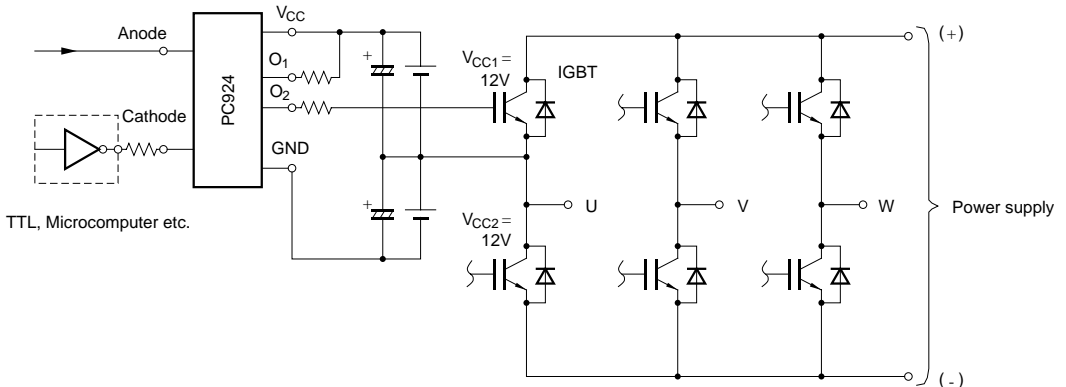 Anode
Cathode
TTL, Microcomputer etc.
PC924
VCC
O1
O2
GND
+
+
VCC1 =
12V
IGBT
VCC2 =
12V
U
V
W
(+)
Power supply
(-)